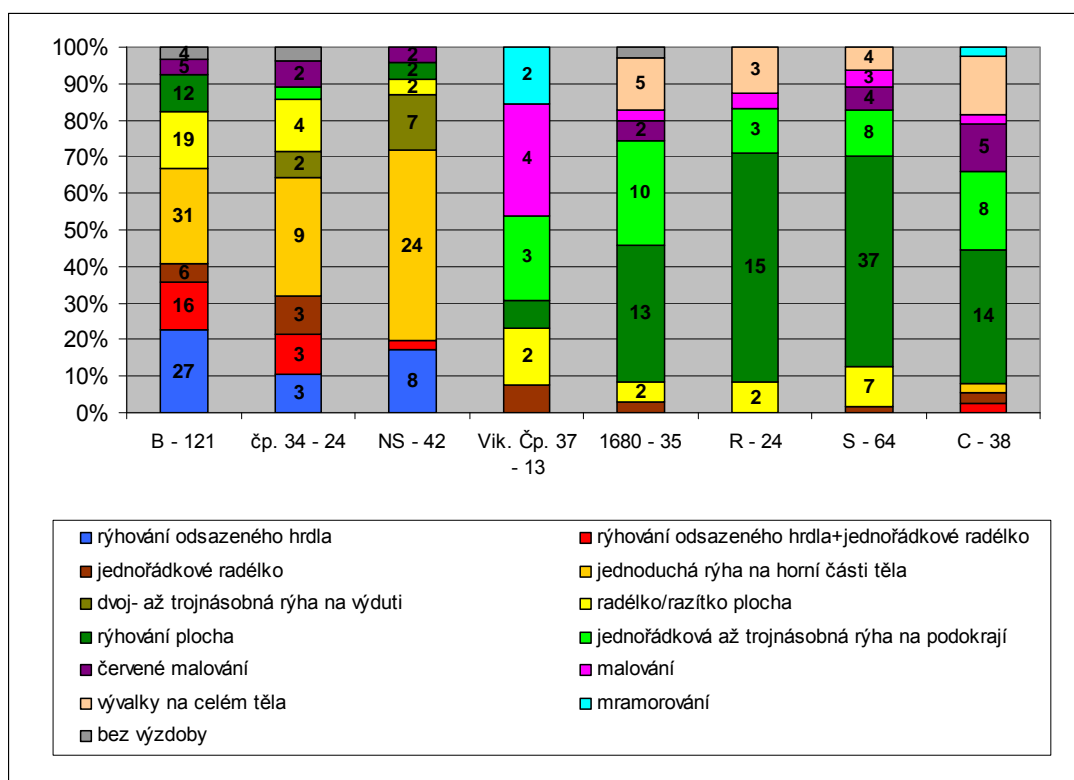 100%
90%
80%
70%
60%
50%
40%
30%
20%
10%
0%
4
5
12
19
31
6
16
27
2
4
2
9
3
3
2
2
2
7
24
8
2
4
3
2
5
2
10
13
2
3
3
15
2
4
3
4
8
37
7
5
8
14
B - 121
čp. 34 - 24
NS - 42
Vik. Čp. 37
- 13
1680 - 35
R - 24
S - 64
C - 38
rýhování odsazeného hrdla
rýhování odsazeného hrdla+jednořádkové radélko
jednořádkové radélko
jednoduchá rýha na horní části těla
dvoj- až trojnásobná rýha na výduti
radélko/razítko plocha
rýhování plocha
jednořádková až trojnásobná rýha na podokrají
červené malování
malování
vývalky na celém těla
mramorování
bez výzdoby